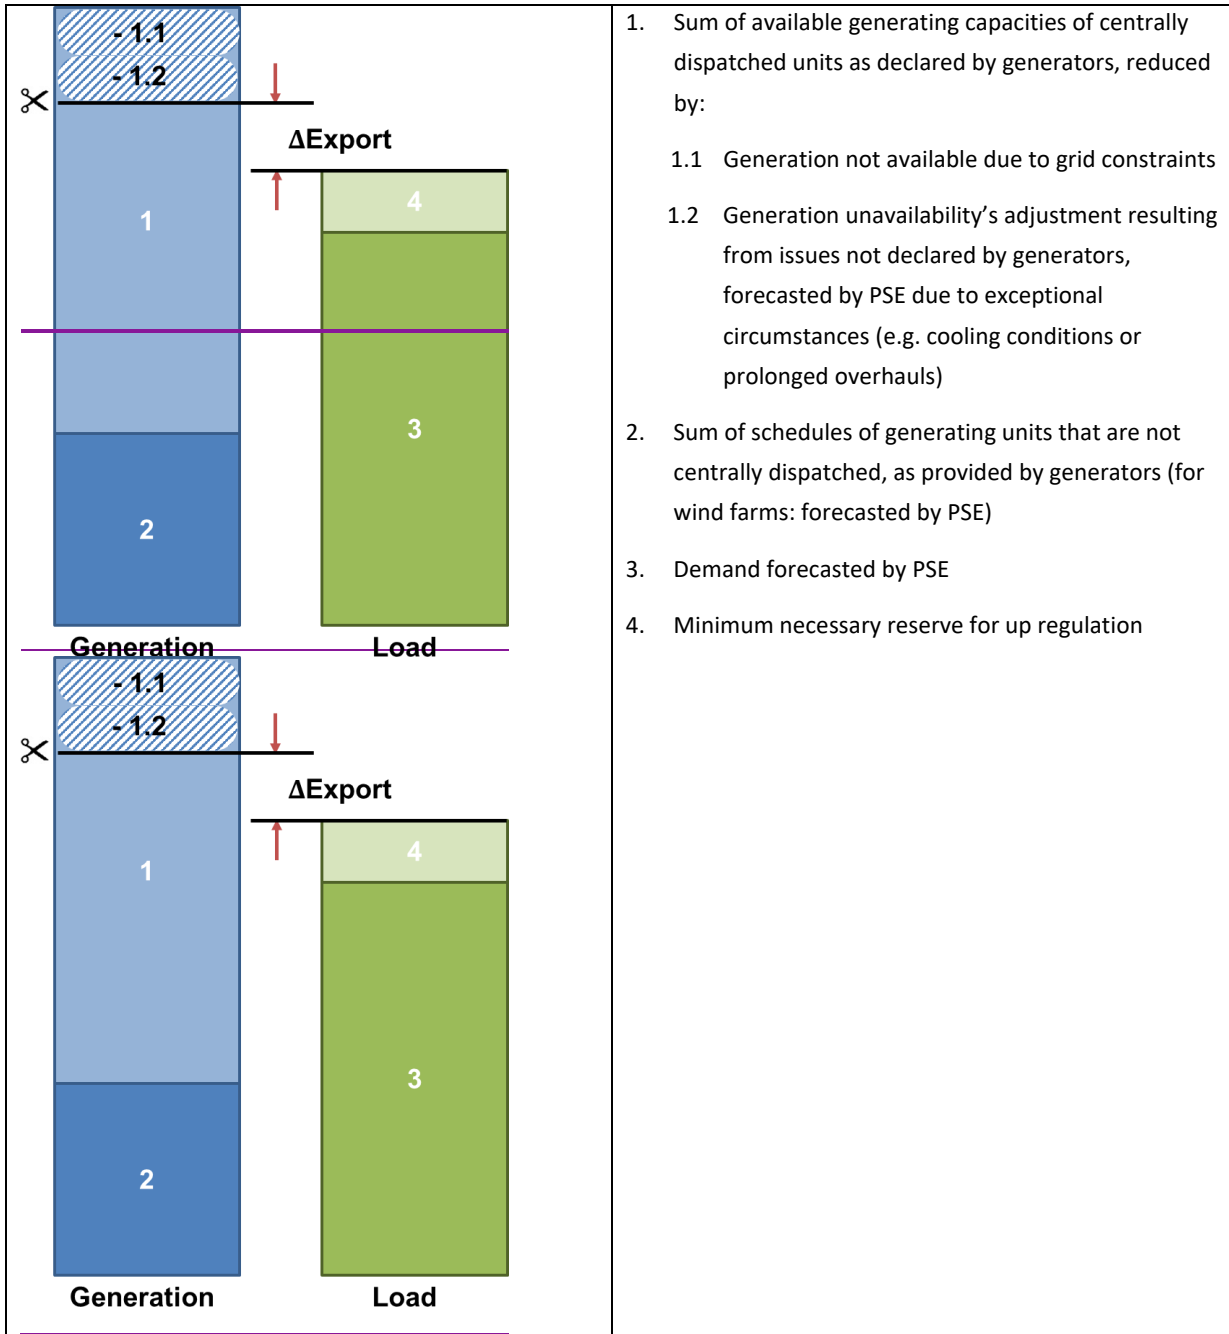 - 1.1
- 1.2
ΔExport
4
1
3
2
Generation Load
- 1.1
- 1.2
ΔExport
4
1
3
2
Generation Load
1. Sum of available generating capacities of centrally
dispatched units as declared by generators, reduced
by:
1.1 Generation not available due to grid constraints
1.2 Generation unavailability’s adjustment resulting
from issues not declared by generators,
forecasted by PSE due to exceptional
circumstances (e.g. cooling conditions or
prolonged overhauls)
2. Sum of schedules of generating units that are not
centrally dispatched, as provided by generators (for
wind farms: forecasted by PSE)
3. Demand forecasted by PSE
4. Minimum necessary reserve for up regulation